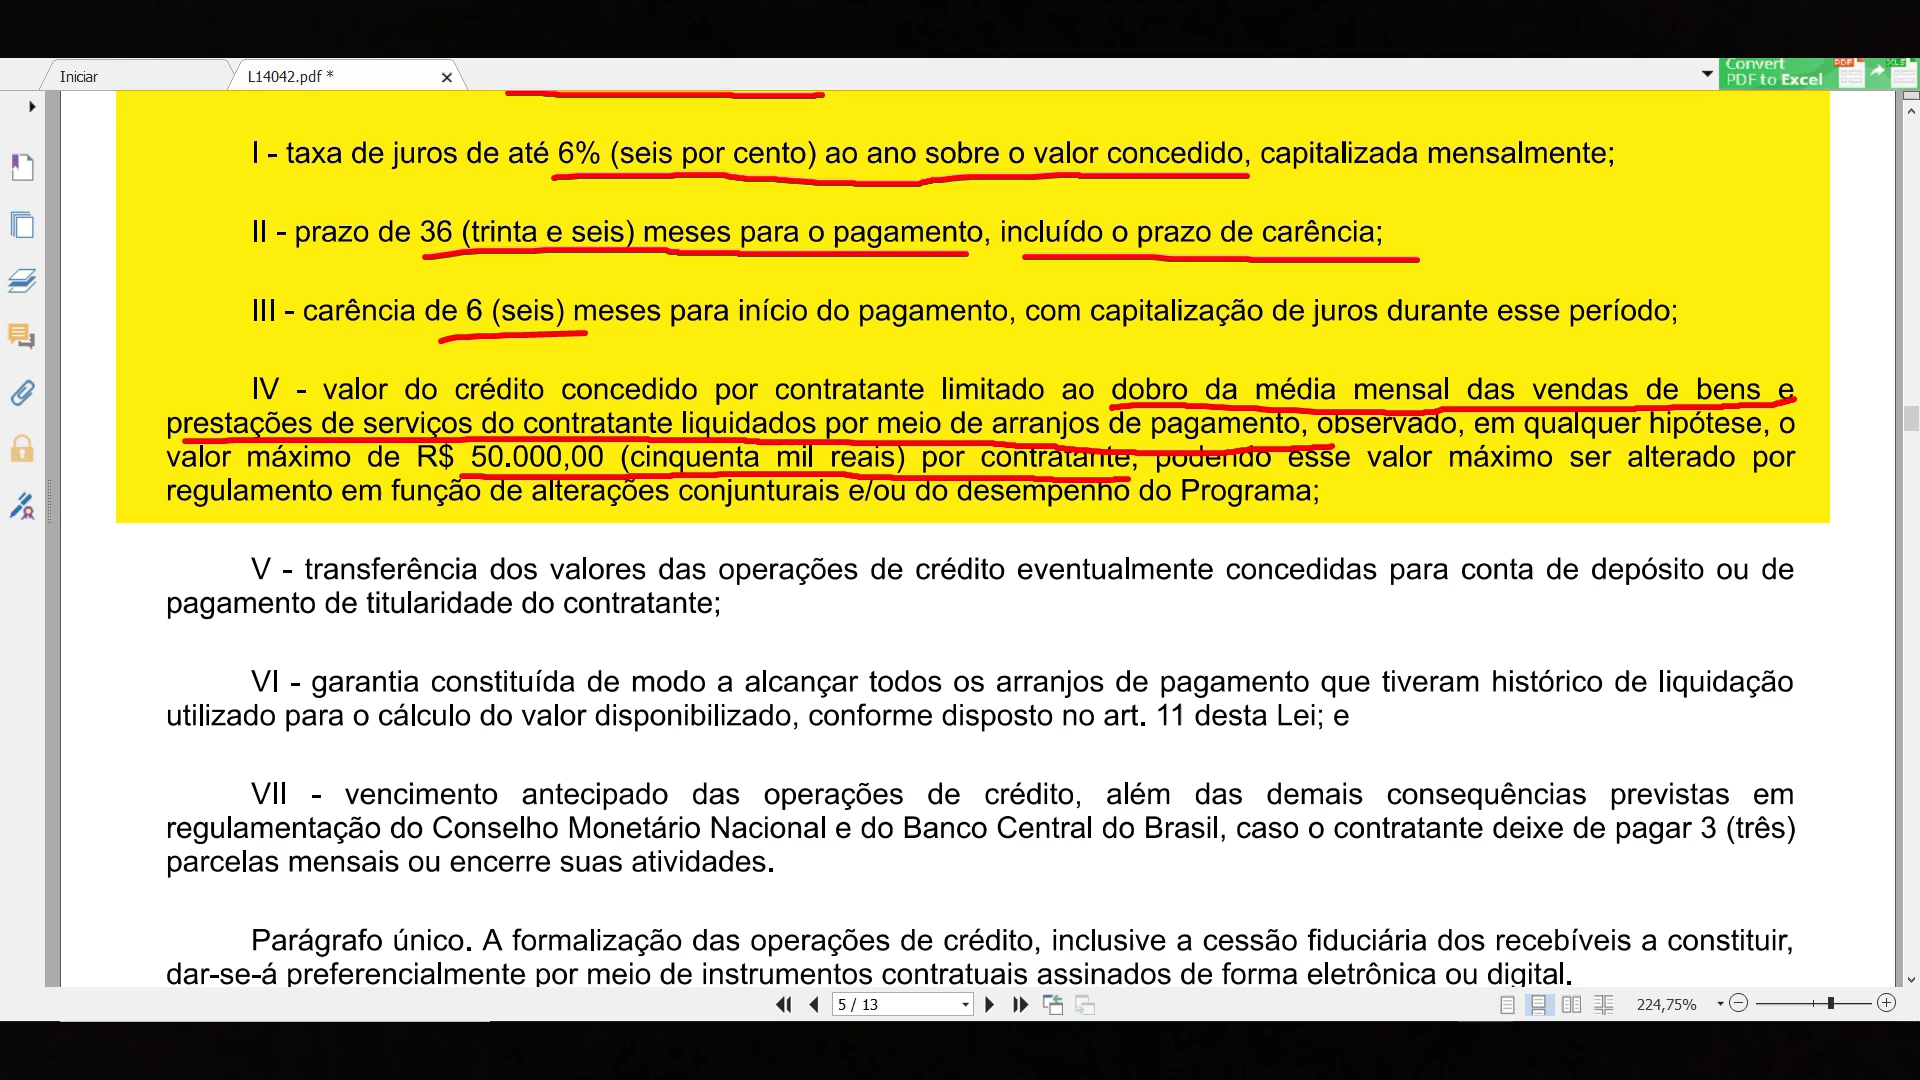 Iniciar
L14042.pdf *
Convert
PDF to Excel
PDF
XLS
I - taxa de juros de até 6% (seis por cento) ao ano sobre o valor concedido, capitalizada mensalmente;
II - prazo de 36 (trinta e seis) meses para o pagamento, incluído o prazo de carência;
III - carência de 6 (seis) meses para início do pagamento, com capitalização de juros durante esse período;
IV - valor do crédito concedido por contratante limitado ao dobro da média mensal das vendas de bens e
prestações de serviços do contratante liquidados por meio de arranjos de pagamento, observado, em qualquer hipótese, o
valor máximo de R$ 50.000,00 (cinquenta mil reais) por contratante, podendo esse valor máximo ser alterado por
regulamento em função de alterações conjunturais e/ou do desempenho do Programa;
V - transferência dos valores das operações de crédito eventualmente concedidas para conta de depósito ou de
pagamento de titularidade do contratante;
VI - garantia constituída de modo a alcançar todos os arranjos de pagamento que tiveram histórico de liquidação
utilizado para o cálculo do valor disponibilizado, conforme disposto no art. 11 desta Lei; e
VII - vencimento antecipado das operações de crédito, além das demais consequências previstas em
regulamentação do Conselho Monetário Nacional e do Banco Central do Brasil, caso o contratante deixe de pagar 3 (três)
parcelas mensais ou encerre suas atividades.
Parágrafo único. A formalização das operações de crédito, inclusive a cessão fiduciária dos recebíveis a constituir,
dar-se-á preferencialmente por meio de instrumentos contratuais assinados de forma eletrônica ou digital.
5 / 13
224,75%